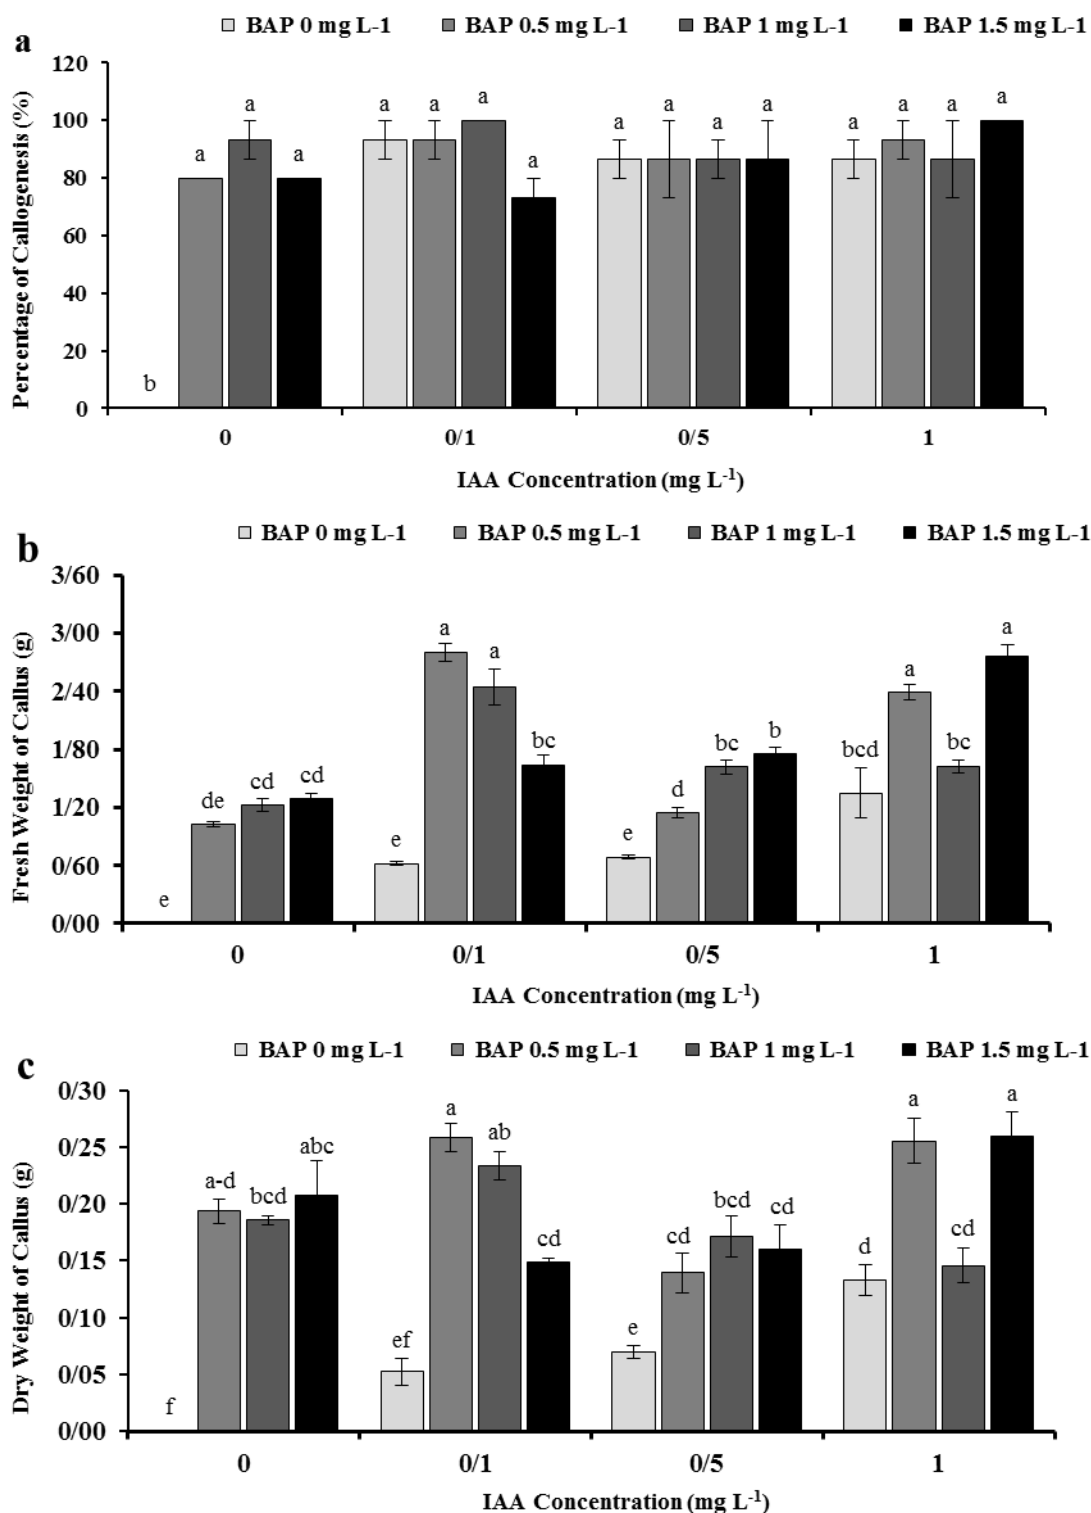 a
BAP 0 mg L-1 BAP 0.5 mg L-1 BAP 1 mg L-1 BAP 1.5 mg L-1
Percentage of Callogenesis (%)
120
100
80
60
40
20
0
b a a a a a a a a a a a a a a a
0 0/1 0/5 1
IAA Concentration (mg L-1)
b
BAP 0 mg L-1 BAP 0.5 mg L-1 BAP 1 mg L-1 BAP 1.5 mg L-1
Fresh Weight of Callus (g)
3/60
3/00
2/40
1/80
1/20
0/60
0/00
e de cd cd e a a bc e d bc b bcd a bc a
0 0/1 0/5 1
IAA Concentration (mg L-1)
c
BAP 0 mg L-1 BAP 0.5 mg L-1 BAP 1 mg L-1 BAP 1.5 mg L-1
Dry Weight of Callus (g)
0/30
0/25
0/20
0/15
0/10
0/05
0/00
f a-d bcd abc ef a ab cd e cd bcd cd d a cd a
0 0/1 0/5 1
IAA Concentration (mg L-1)